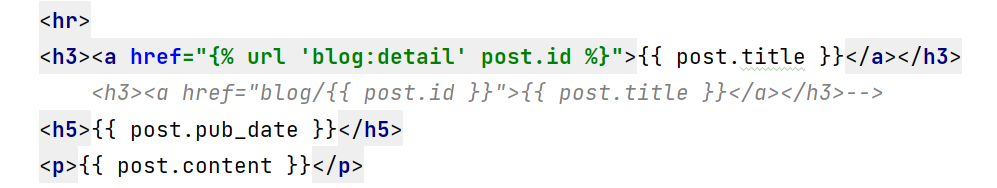 <hr>
<h3><a href="{% url 'blog:detail' post.id %}">{{ post.title }}</a></h3>
<h3><a href="blog/{{ post.id }}">{{ post.title }}</a></h3>-->
<h5>{{ post.pub_date }}</h5>
<p>{{ post.content }}</p>